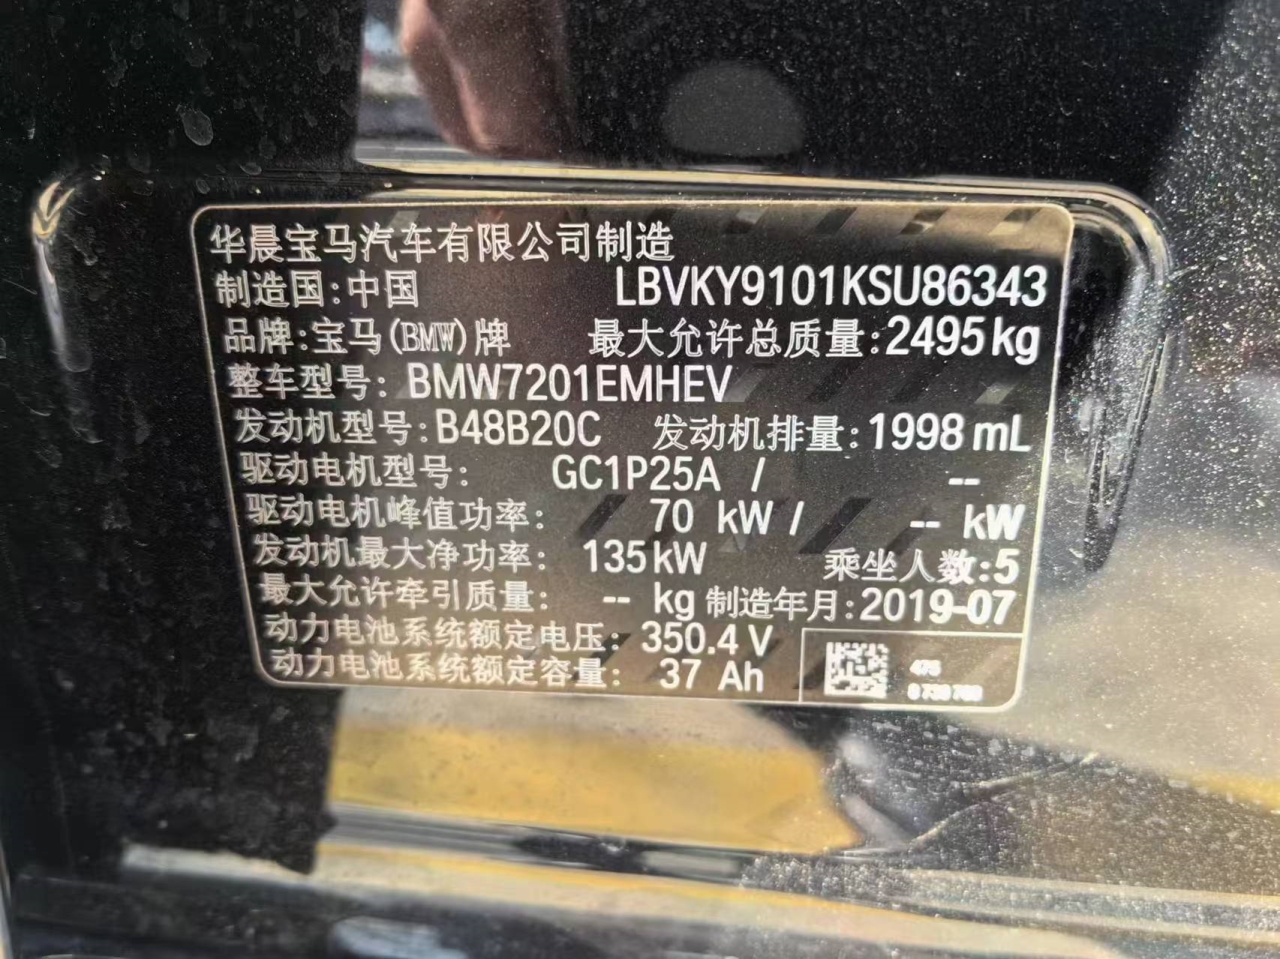 华晨宝马汽车有限公司制造
制造国:中国 LBVKY9101KSU86343
品牌:宝马(BMW)牌 最大允许总质量:2495kg
整车型号: BMW7201EMHEV
发动机型号:B48B20C 发动机排量:1998 mL
驱动电机型号: GC1P25A / --
驱动电机峰值功率: 70 kW / -- kW
发动机最大净功率: 135kW 乘坐人数:5
最大允许牵引质量: -- kg 制造年月:2019-07
动力电池系统额定电压: 350.4 V
动力电池系统额定容量: 37 Ah